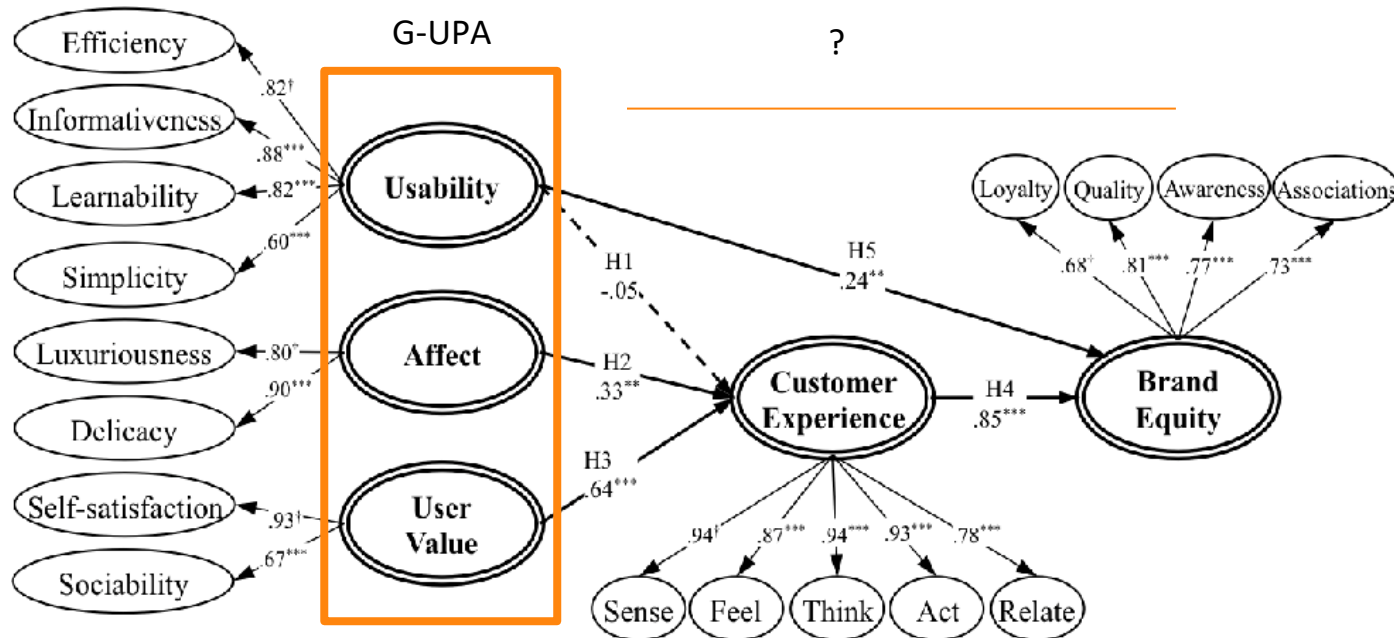 G-UPA
?
Efficiency
Informativeness
Learnability
Simplicity
Luxuriousness
Delicacy
Self-satisfaction
Sociability
.82†
.88***
.82***
.60***
.80†
.90***
.93†
.67***
Usability
Affect
User
Value
H1
-.05
H2
.33**
H3
.64***
H5
.24**
H4
.85***
Customer
Experience
Brand
Equity
Loyalty
Quality
Awareness
Associations
.68†
.81***
.77***
.73***
.94†
.87***
.94***
.93***
.78***
Sense
Feel
Think
Act
Relate